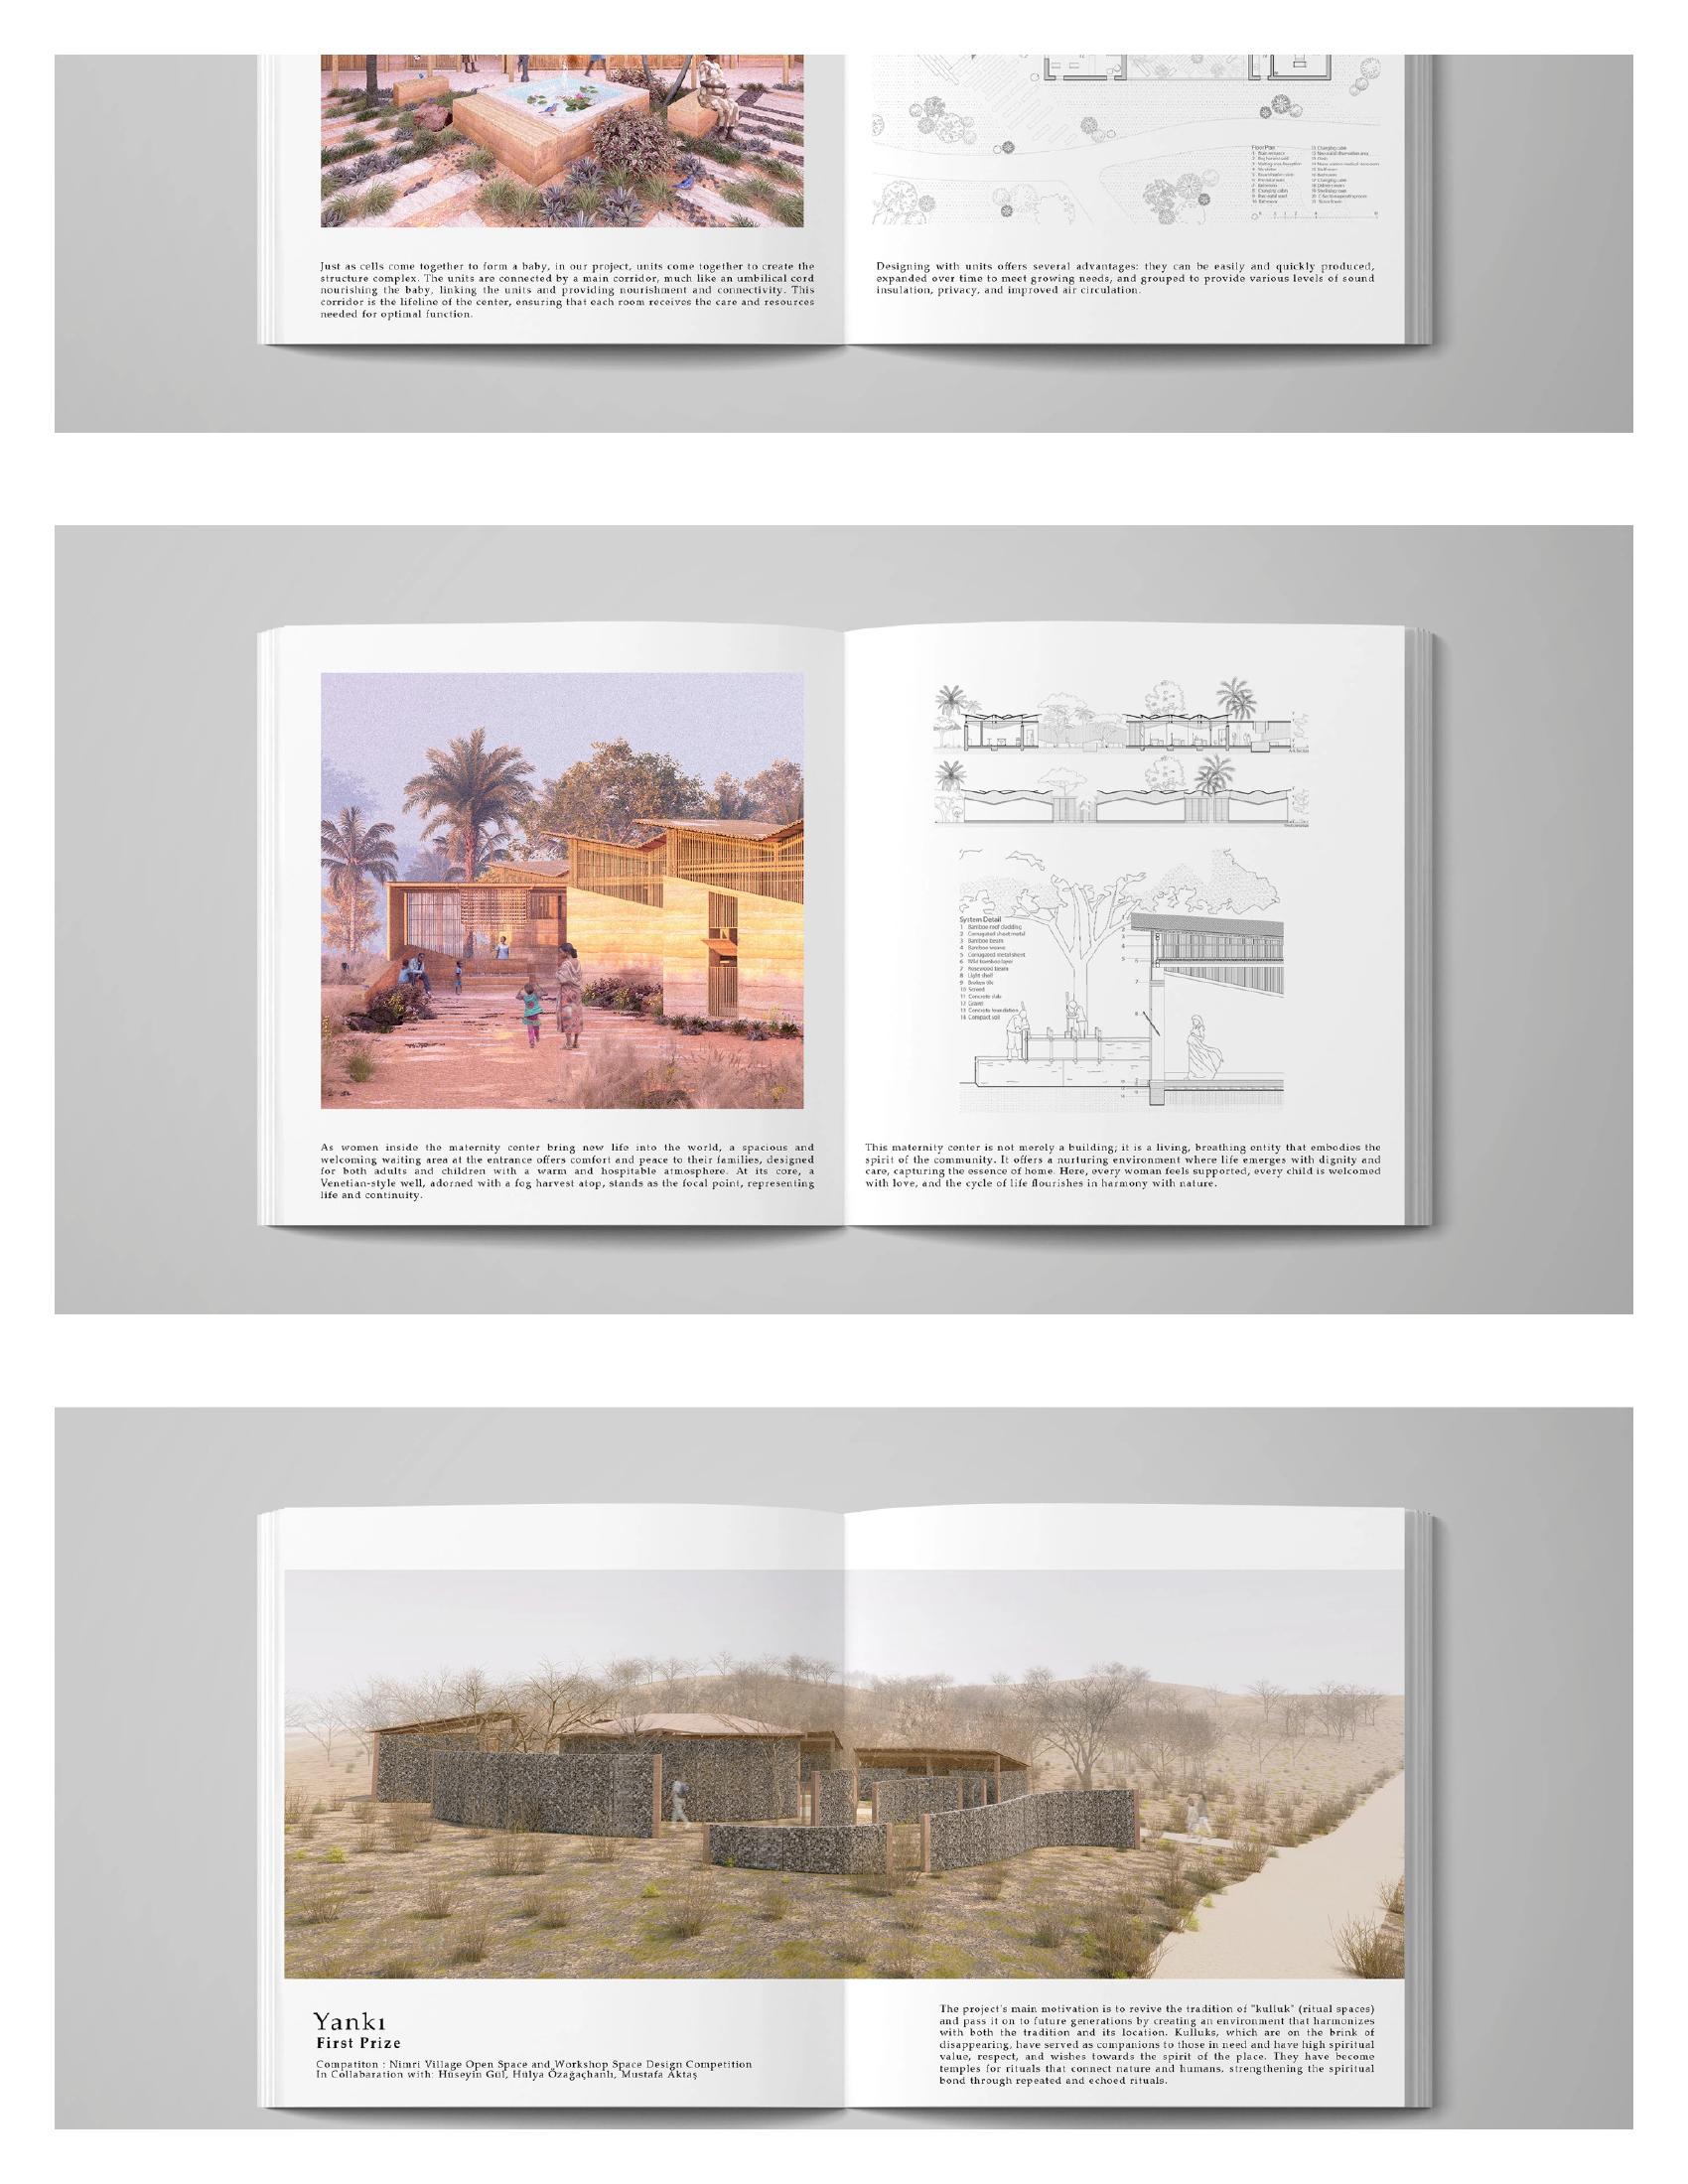 Floor Plan
Just as cells come together to form a baby, in our project, units come together to create the
structure complex. The units are connected by a main corridor, much like an umbilical cord
nourishing the baby, linking the units and providing nourishment and connectivity. This
corridor is the lifeline of the center, ensuring that each room receives the care and resources
needed for optimal function.
Designing with units offers several advantages: they can be easily and quickly produced,
expanded over time to meet growing needs, and grouped to provide various levels of sound
insulation, privacy, and improved air circulation.
System Detail
1 Bamboo roof cladding
2 Corrugated sheet metal
3 Bamboo beam
4 Bamboo weave
5 Corrugated metal sheet
6 Wild bamboo layer
7 Rosewood beam
8 Light shelf
9 Broken tile
10 Screed
11 Concrete slab
12 Gravel
13 Concrete foundation
14 Compact soil
As women inside the maternity center bring new life into the world, a spacious and
welcoming waiting area at the entrance offers comfort and peace to their families, designed
for both adults and children with a warm and hospitable atmosphere. At its core, a
Venetian-style well, adorned with a fog harvest atop, stands as the focal point, representing
life and continuity.
This maternity center is not merely a building; it is a living, breathing entity that embodies the
spirit of the community. It offers a nurturing environment where life emerges with dignity and
care, capturing the essence of home. Here, every woman feels supported, every child is welcomed
with love, and the cycle of life flourishes in harmony with nature.
Yankı
First Prize
Compatiton : Nimri Village Open Space and Workshop Space Design Competition
In Collabaration with: Hüseyin Gül, Hülya Özağaçhanlı, Mustafa Aktaş
The project's main motivation is to revive the tradition of "kulluk" (ritual spaces)
and pass it on to future generations by creating an environment that harmonizes
with both the tradition and its location. Kulluks, which are on the brink of
disappearing, have served as companions to those in need and have high spiritual
value, respect, and wishes towards the spirit of the place. They have become
temples for rituals that connect nature and humans, strengthening the spiritual
bond through repeated and echoed rituals.